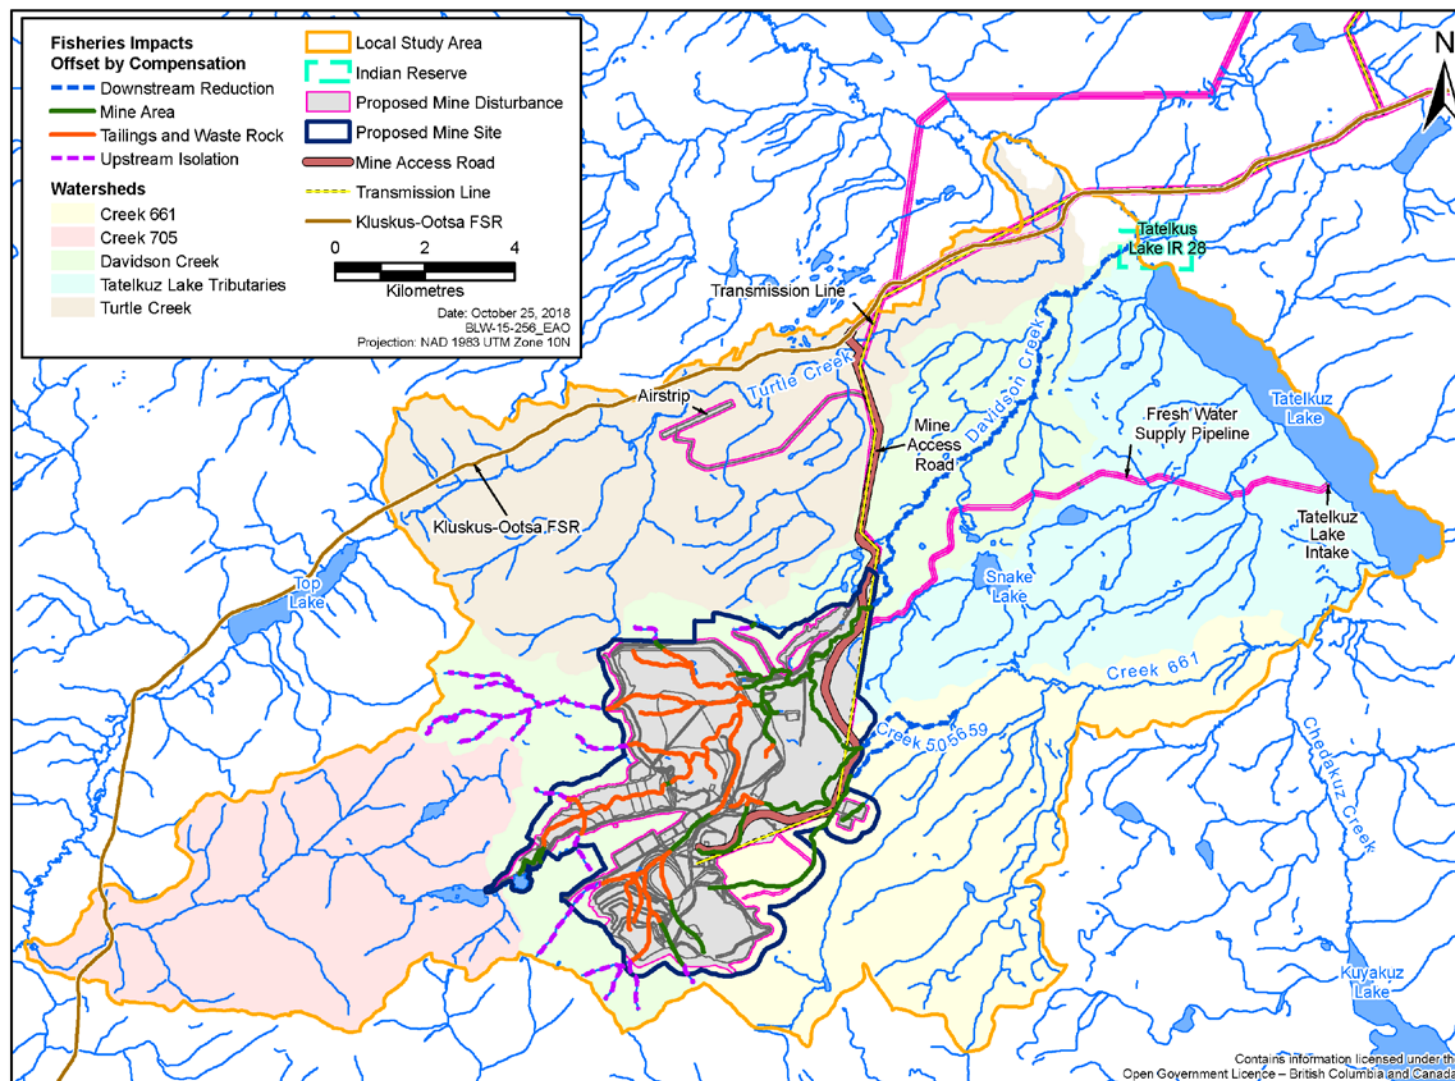 Fisheries Impacts
Offset by Compensation
Downstream Reduction
Mine Area
Tailings and Waste Rock
Upstream Isolation
Watersheds
Creek 661
Creek 705
Davidson Creek
Tatelkuz Lake Tributaries
Turtle Creek
Local Study Area
Indian Reserve
Proposed Mine Disturbance
Proposed Mine Site
Mine Access Road
Transmission Line
Kluskus-Ootsa FSR
0 2 4
Kilometres
Date: October 25, 2018
BLW-15-256_EAO
Projection: NAD 1983 UTM Zone 10N
N
Tatelkus
Lake IR 28
Transmission Line
Turtle Creek
Davidson Creek
Airstrip
Mine
Access
Road
Fresh Water
Supply Pipeline
Tatelkuz
Lake
Tatelkuz
Lake
Intake
Kluskus-Ootsa FSR
Top
Lake
Snake
Lake
Creek 661
Creek 505659
Chedakuz Creek
Kuyakuz
Lake
Contains information licensed under the
Open Government Licence – British Columbia and Canada